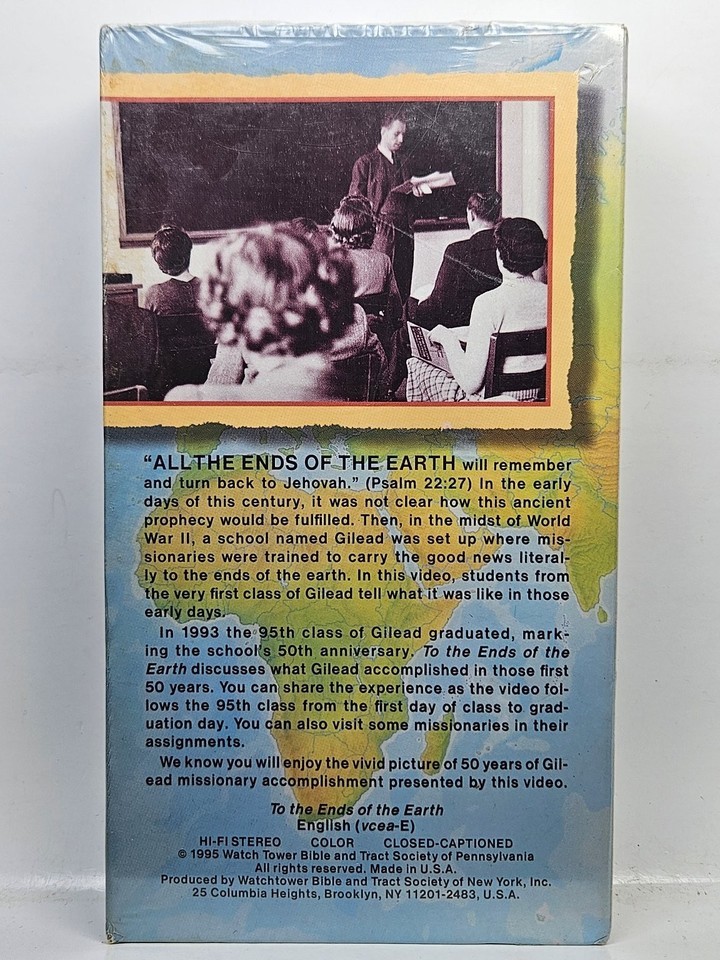 “ALL THE ENDS OF THE EARTH will remember
and turn back to Jehovah.” (Psalm 22:27) In the early
days of this century, it was not clear how this ancient
prophecy would be fulfilled. Then, in the midst of World
War II, a school named Gilead was set up where mis-
sionaries were trained to carry the good news literal-
ly to the ends of the earth. In this video, students from
the very first class of Gilead tell what it was like in those
early days.
In 1993 the 95th class of Gilead graduated, mark-
ing the school's 50th anniversary. To the Ends of the
Earth discusses what Gilead accomplished in those first
50 years. You can share the experience as the video fol-
lows the 95th class from the first day of class to grad-
uation day. You can also visit some missionaries in their
assignments.
We know you will enjoy the vivid picture of 50 years of Gil-
ead missionary accomplishment presented by this video.
To the Ends of the Earth
English (vcea-E)
HI-FI STEREO COLOR CLOSED-CAPTIONED
© 1995 Watch Tower Bible and Tract Society of Pennsylvania
All rights reserved. Made in U.S.A.
Produced by Watchtower Bible and Tract Society of New York, Inc.
25 Columbia Heights, Brooklyn, NY 11201-2483, U.S.A.